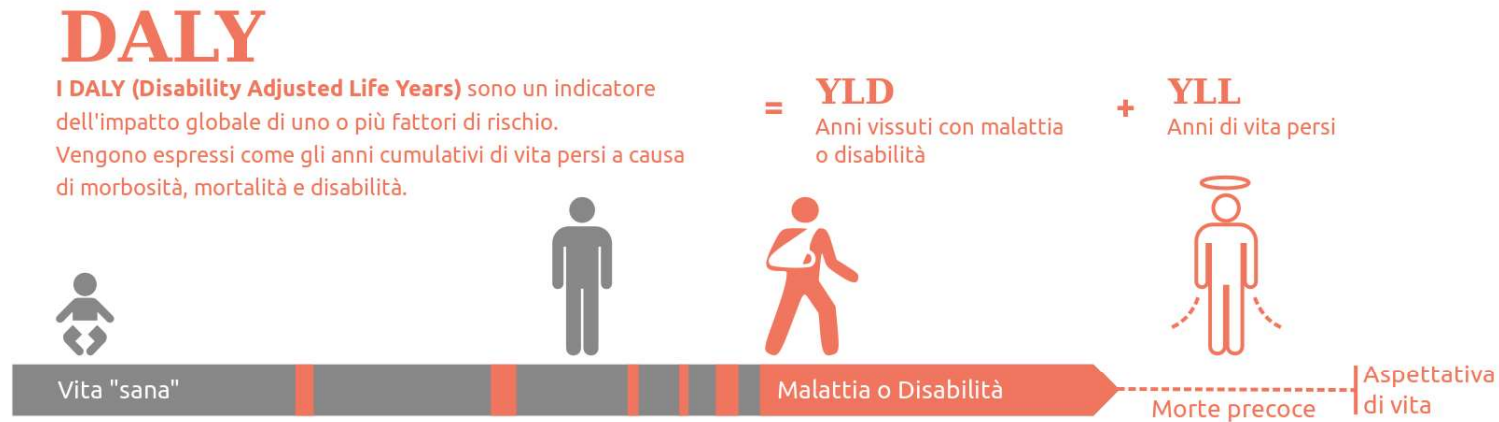 DALY
I DALY (Disability Adjusted Life Years) sono un indicatore
dell'impatto globale di uno o più fattori di rischio.
Vengono espressi come gli anni cumulativi di vita persi a causa
di morbosità, mortalità e disabilità.
=
YLD
Anni vissuti con malattia
o disabilità
+
YLL
Anni di vita persi
Vita "sana"
Malattia o Disabilità
Morte precoce
Aspettativa
di vita